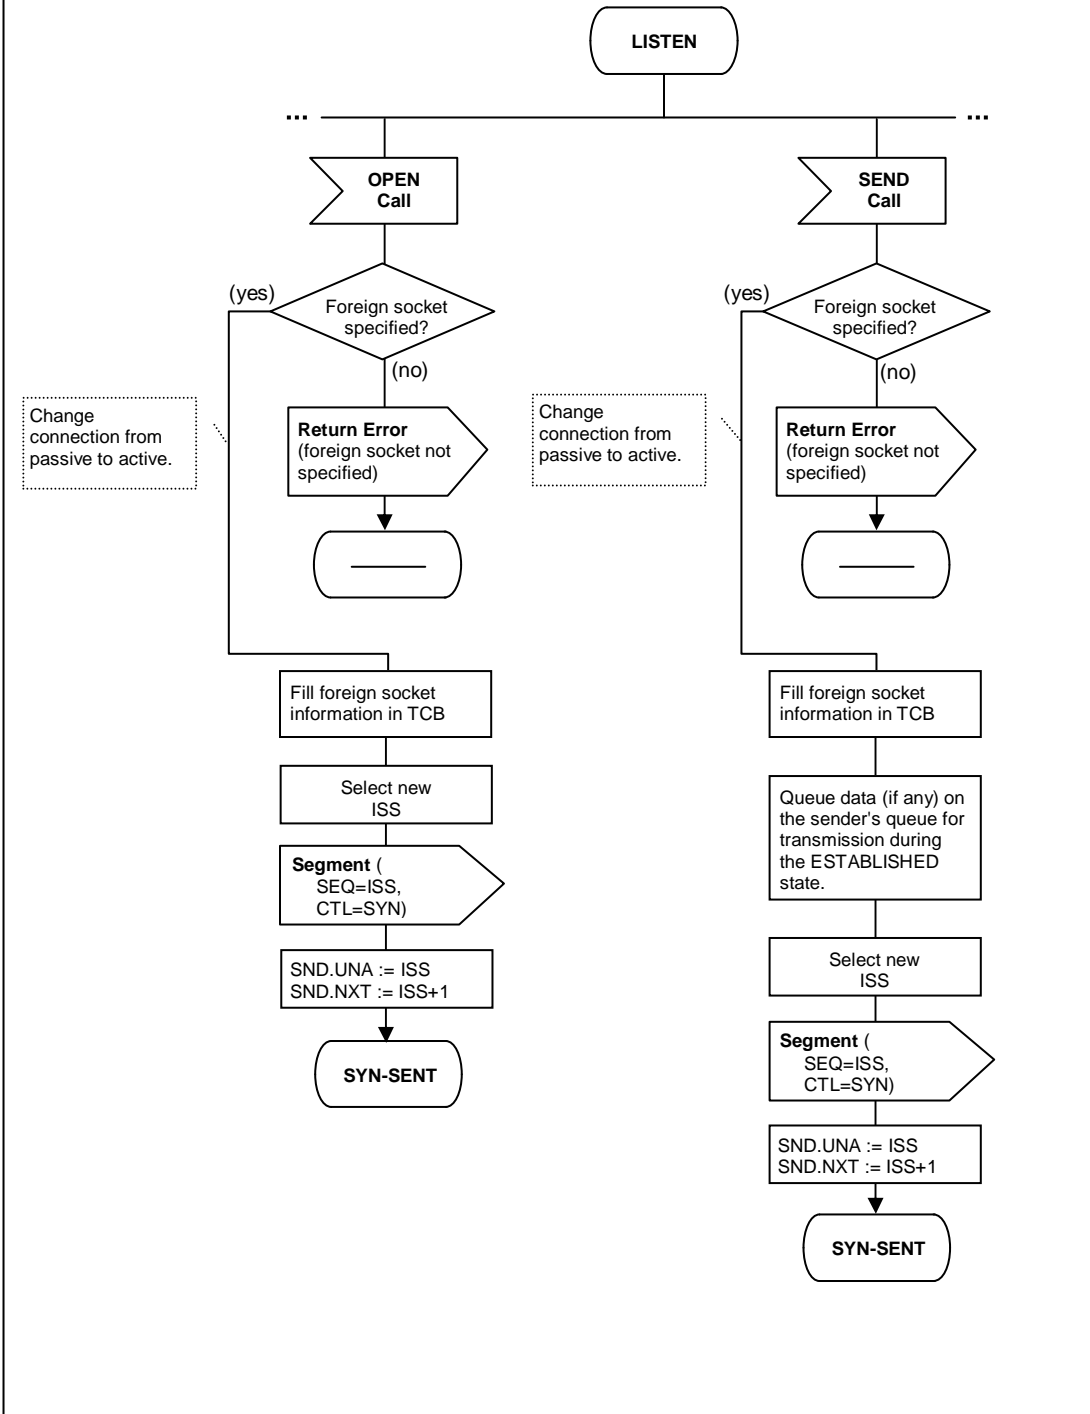 LISTEN
...
...
OPEN
Call
(yes)
Foreign socket
specified?
(no)
Change
connection from
passive to active.
Return Error
(foreign socket not
specified)
Fill foreign socket
information in TCB
Select new
ISS
Segment (
SEQ=ISS,
CTL=SYN)
SND.UNA := ISS
SND.NXT := ISS+1
SYN-SENT
SEND
Call
(yes)
Foreign socket
specified?
(no)
Change
connection from
passive to active.
Return Error
(foreign socket not
specified)
Fill foreign socket
information in TCB
Queue data (if any) on
the sender's queue for
transmission during
the ESTABLISHED
state.
Select new
ISS
Segment (
SEQ=ISS,
CTL=SYN)
SND.UNA := ISS
SND.NXT := ISS+1
SYN-SENT